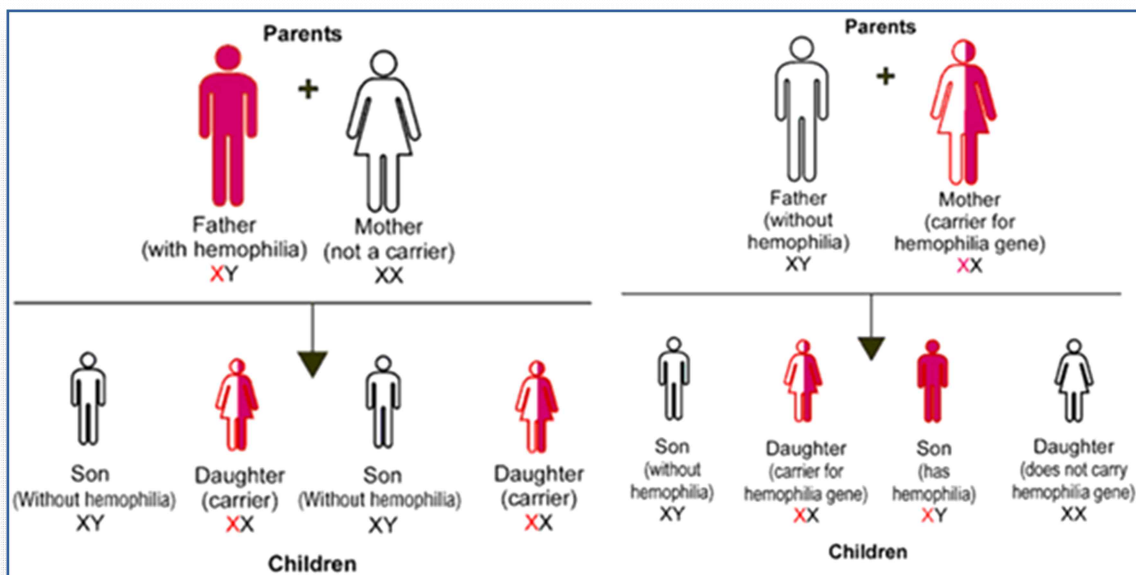 Parents
+
Father
(with hemophilia)
XY
Mother
(not a carrier)
XX
Son
(Without hemophilia)
XY
Daughter
(carrier)
XX
Son
(Without hemophilia)
XY
Daughter
(carrier)
XX
Children
Parents
+
Father
(without
hemophilia)
XY
Mother
(carrier for
hemophilia gene)
XX
Son
(without
hemophilia)
XY
Daughter
(carrier for
hemophilia gene)
XX
Son
(has
hemophilia)
XY
Daughter
(does not carry
hemophilia gene)
XX
Children